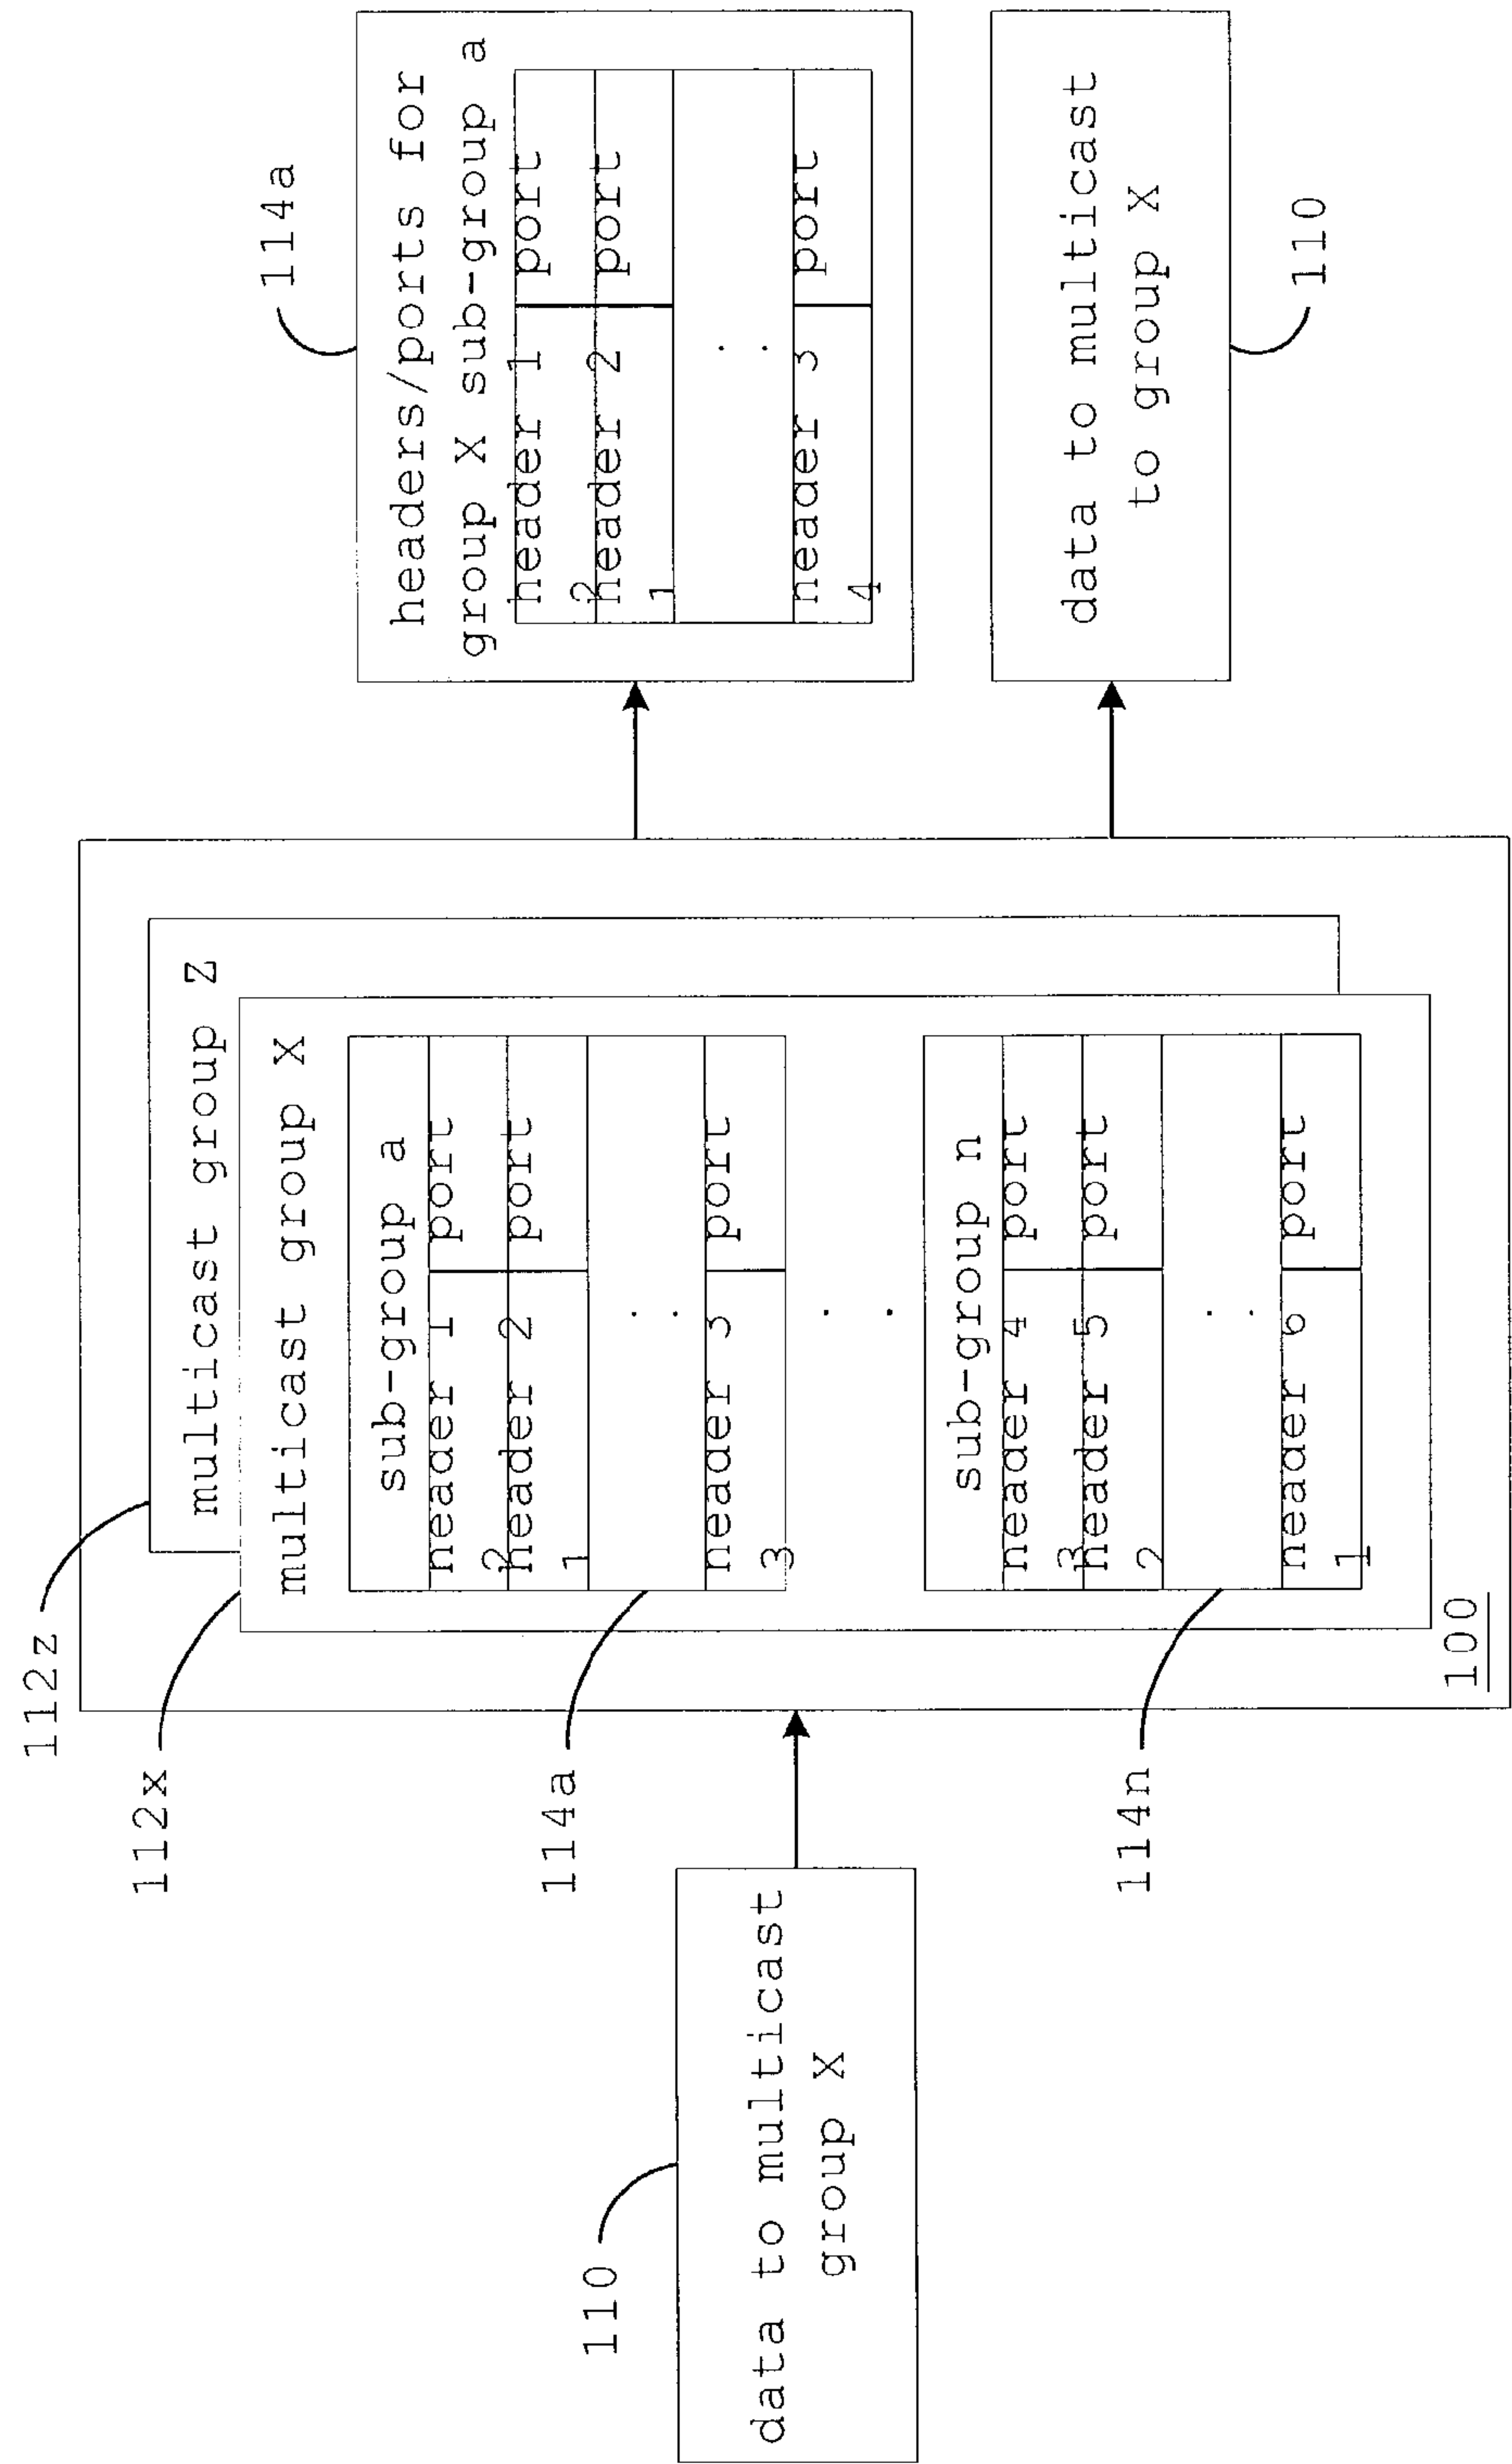 110
data to multicast
group X
112z
112x
114a
114n
multicast group Z
multicast group X
sub-group a
header 1 port
2
header 2 port
1
. .
header 3 port
3
. .
sub-group n
header 4 port
3
header 5 port
2
. .
header 6 port
1
100
114a
headers/ports for
group X sub-group a
header 1 port
2
header 2 port
1
. .
header 3 port
4
data to multicast
to group X
110